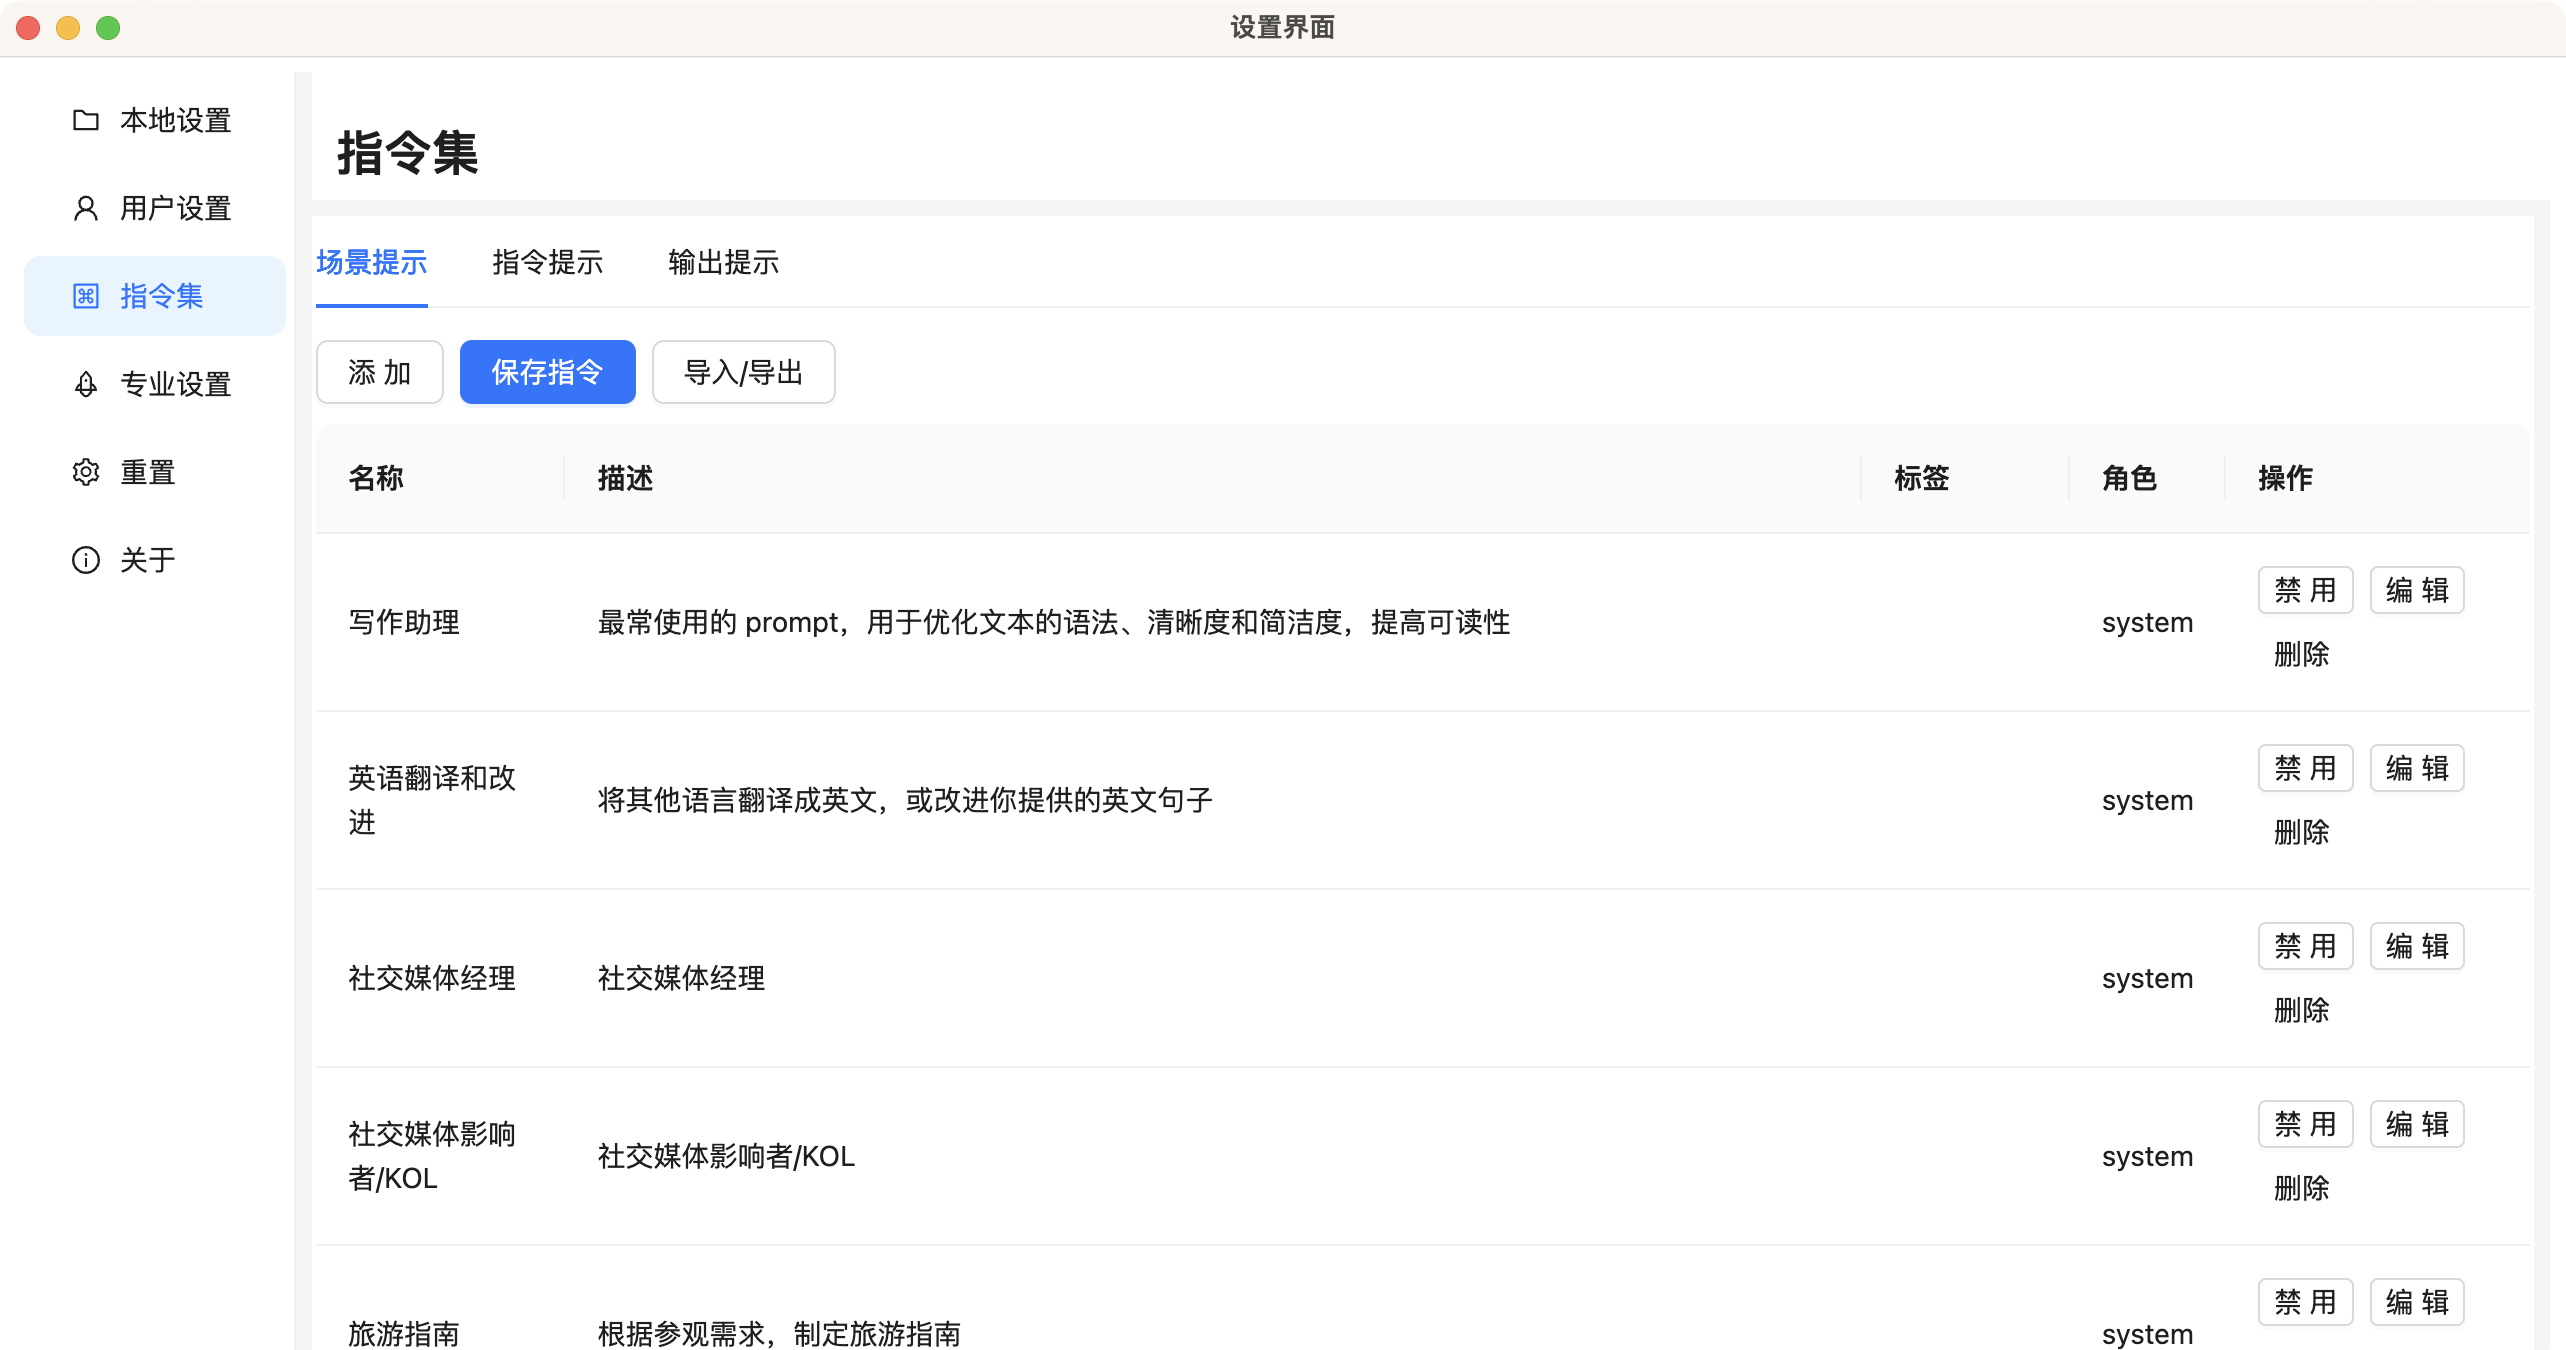 设置界面
本地设置
用户设置
指令集
专业设置
重置
关于
指令集
场景提示 指令提示 输出提示
添加 保存指令 导入/导出
名称 描述 标签 角色 操作
写作助理 最常使用的 prompt，用于优化文本的语法、清晰度和简洁度，提高可读性 system 禁用 编辑
删除
英语翻译和改
进 将其他语言翻译成英文，或改进你提供的英文句子 system 禁用 编辑
删除
社交媒体经理 社交媒体经理 system 禁用 编辑
删除
社交媒体影响
者/KOL 社交媒体影响者/KOL system 禁用 编辑
删除
旅游指南 根据参观需求，制定旅游指南 system 禁用 编辑